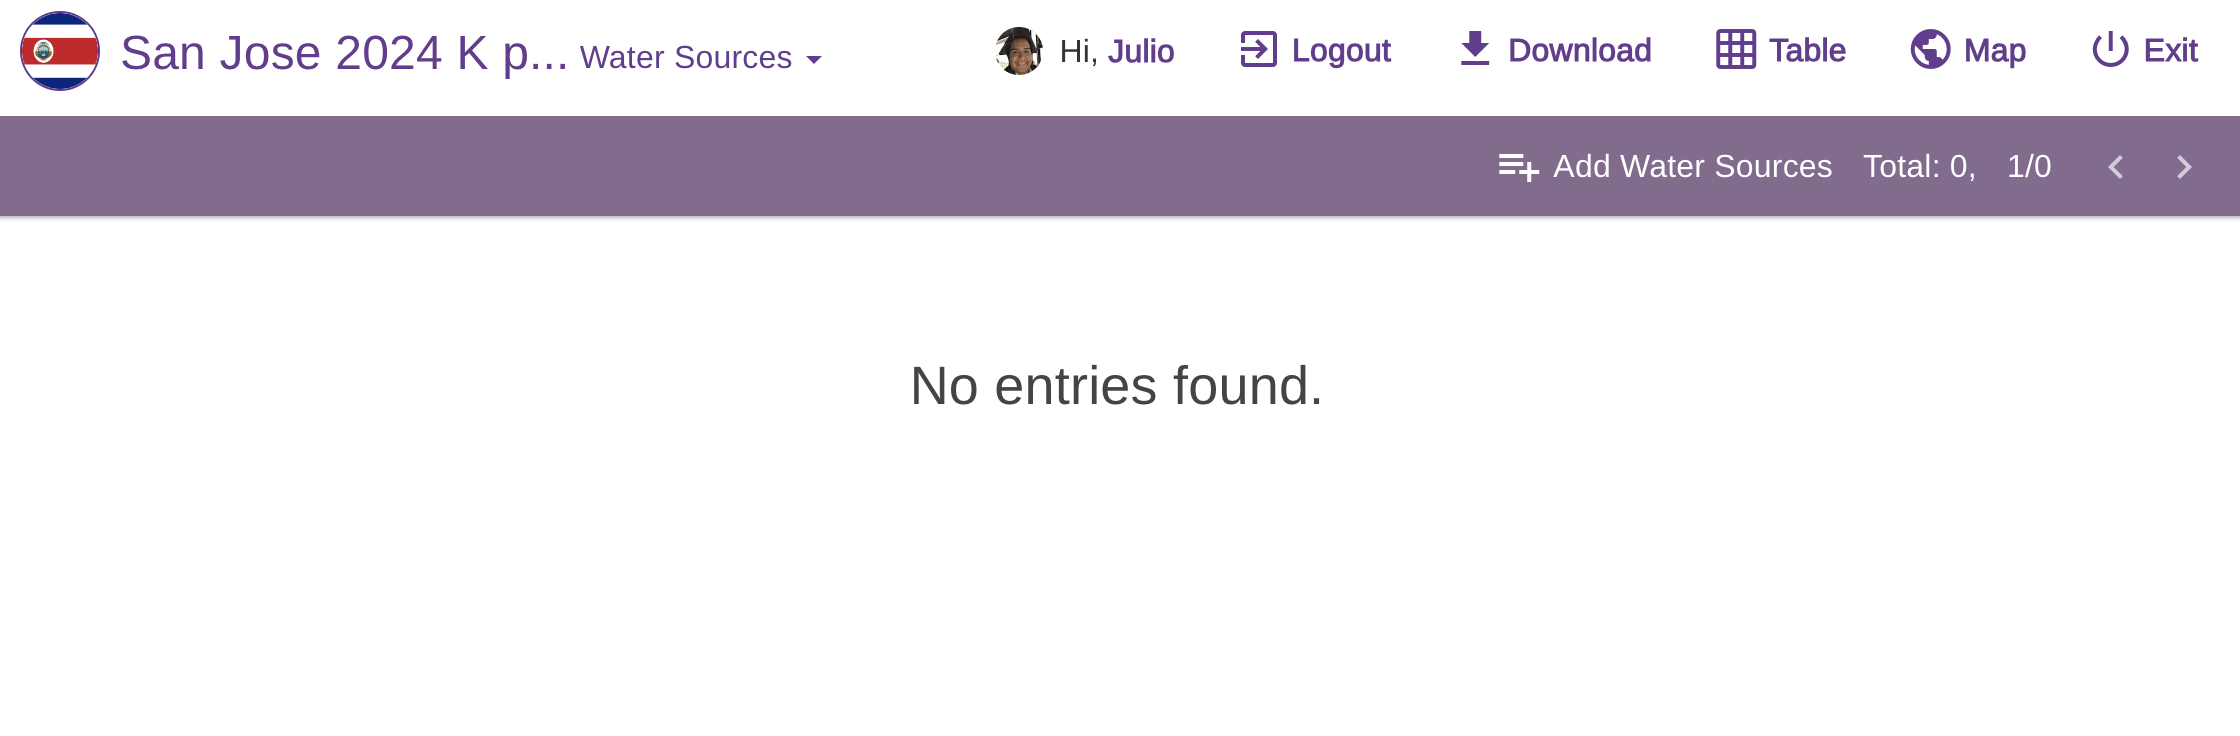 San Jose 2024 K p... Water Sources Hi, Julio Logout Download Table Map Exit
Add Water Sources Total: 0, 1/0
No entries found.